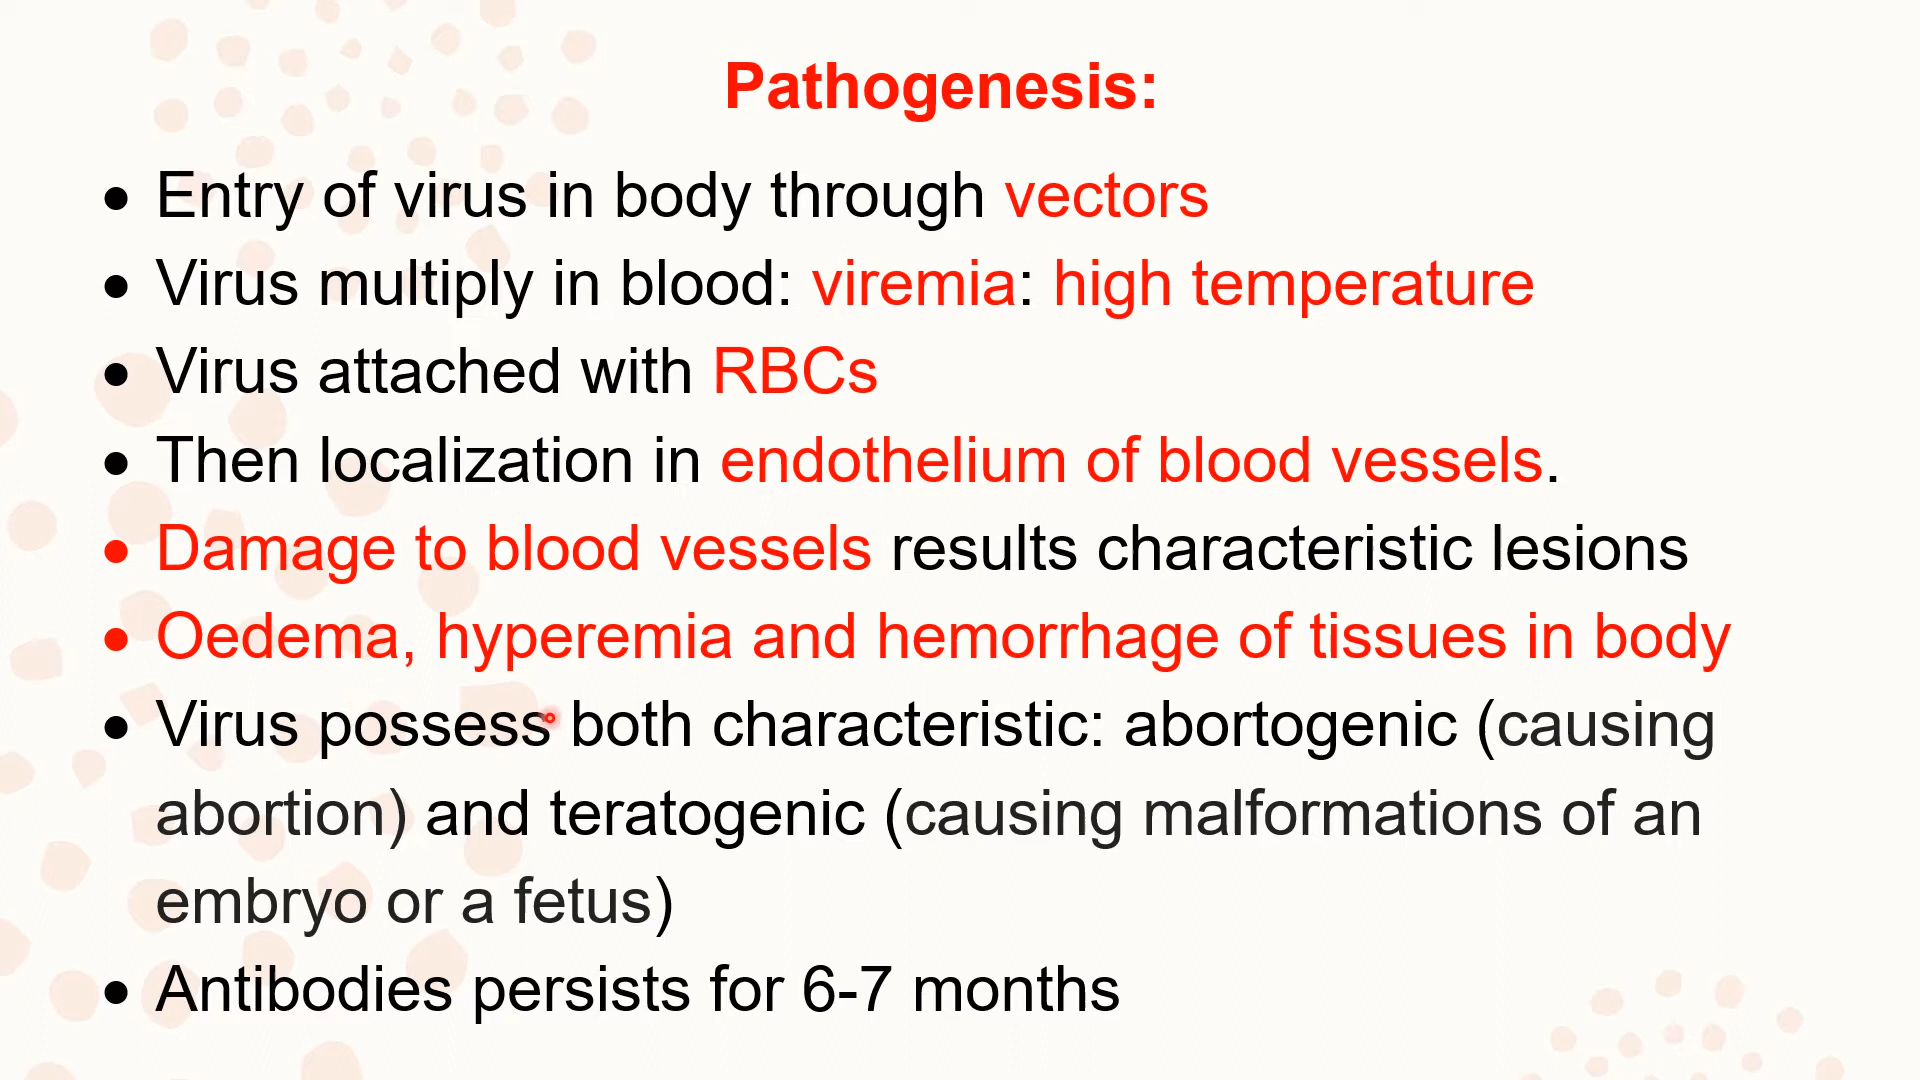 Pathogenesis:
• Entry of virus in body through vectors
• Virus multiply in blood: viremia: high temperature
• Virus attached with RBCs
• Then localization in endothelium of blood vessels.
• Damage to blood vessels results characteristic lesions
• Oedema, hyperemia and hemorrhage of tissues in body
• Virus possess both characteristic: abortogenic (causing
abortion) and teratogenic (causing malformations of an
embryo or a fetus)
• Antibodies persists for 6-7 months